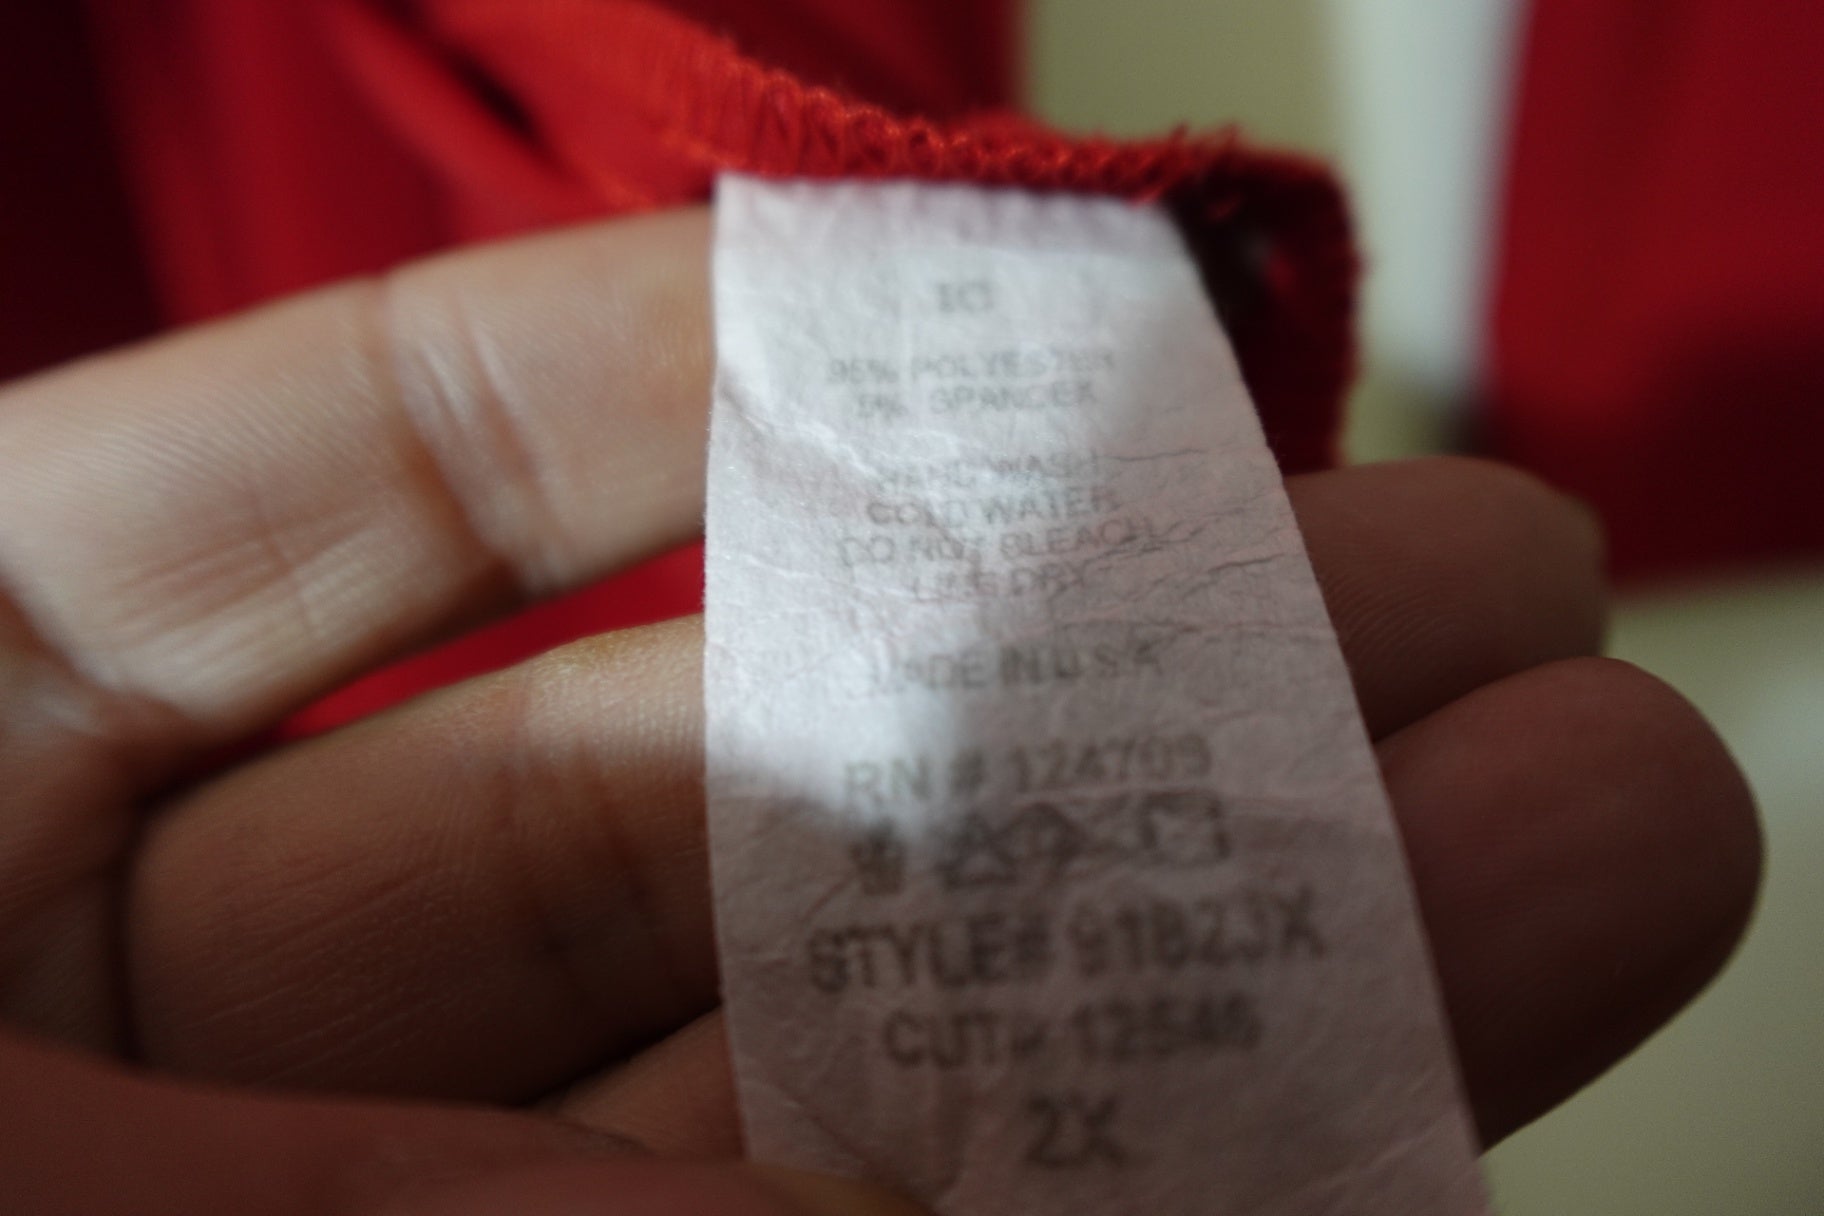 95% POLYESTER
5% SPANDEX
HAND WASH
COLD WATER
DO NOT BLEACH
LINE DRY
MADE IN U.S.A
RN # 124709
STYLE# 91B23X
CUT# 12546
2X